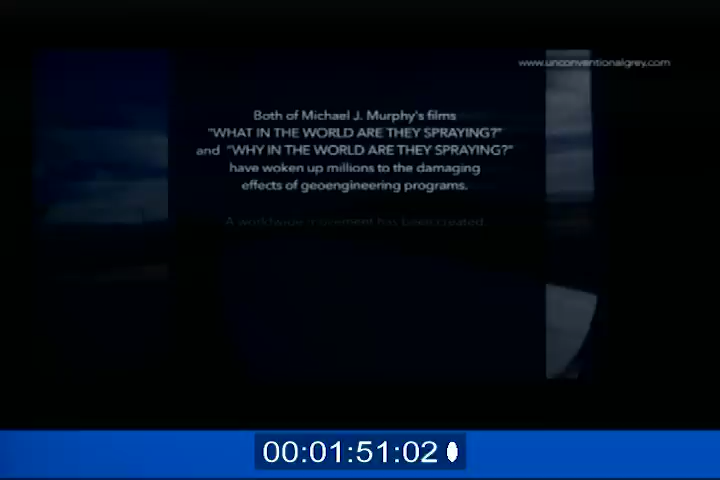 www.unconventionalgrey.com
Both of Michael J. Murphy's films
"WHAT IN THE WORLD ARE THEY SPRAYING?"
and "WHY IN THE WORLD ARE THEY SPRAYING?"
have woken up millions to the damaging
effects of geoengineering programs.
A worldwide movement has been created.
00:01:51:02